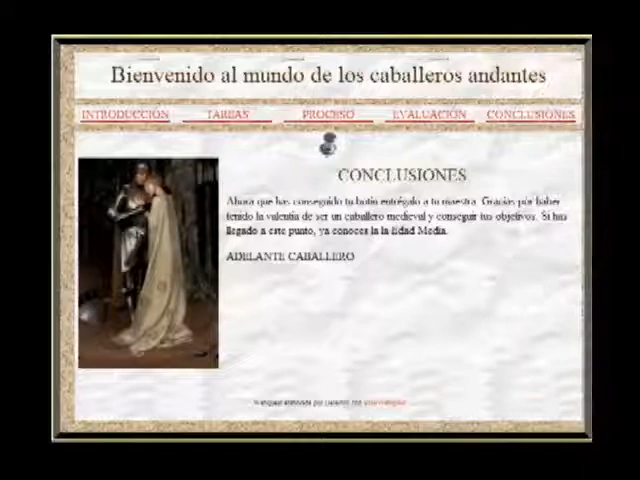 Bienvenido al mundo de los caballeros andantes
INTRODUCCIÓN TAREAS PROCESO EVALUACIÓN CONCLUSIONES
CONCLUSIONES
Ahora que has conseguido tu botín entrégalo a tu maestra. Gracias por haber
tenido la valentía de ser un caballero medieval y conseguir tus objetivos. Si has
llegado a este punto, ya conoces la la Edad Media.
ADELANTE CABALLERO